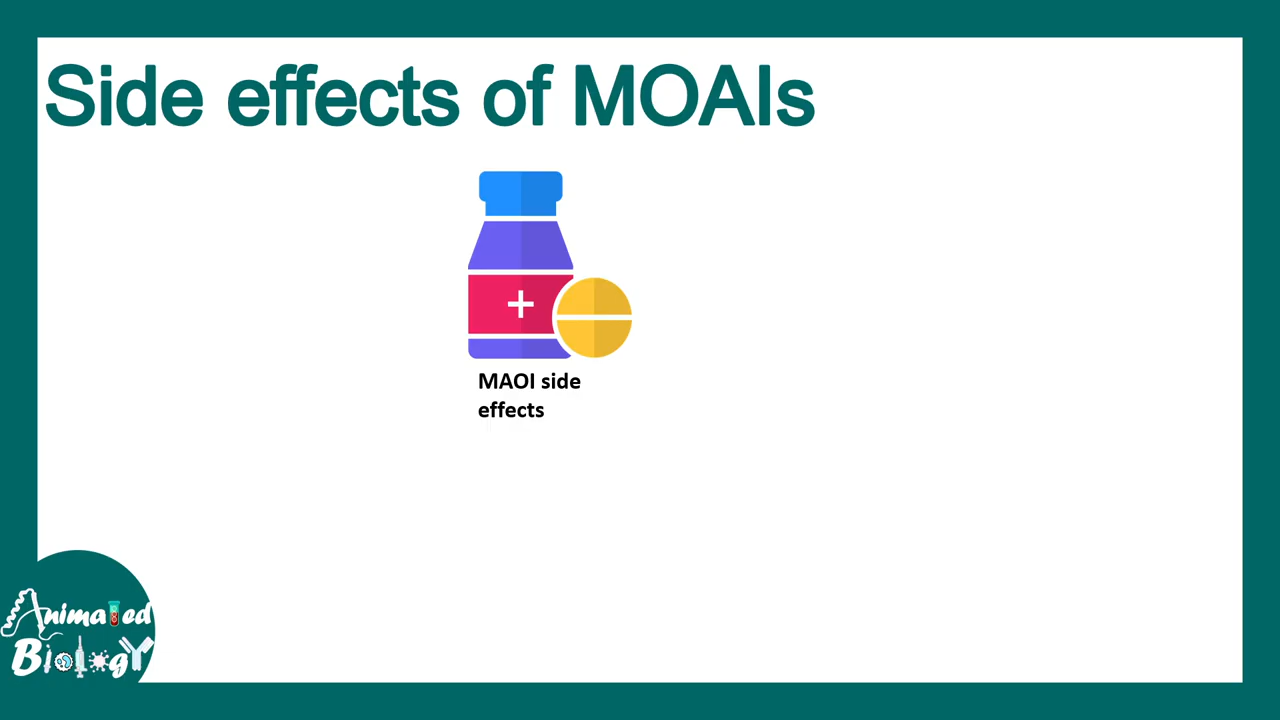 Side effects of MOAIs
MAOI side
effects
Animated
Biology